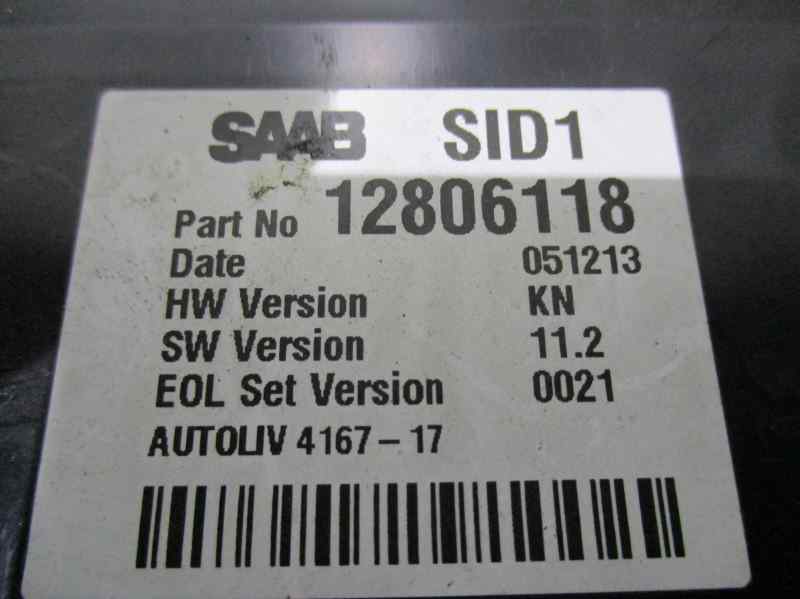 SAAB SID1
Part No 12806118
Date 051213
HW Version KN
SW Version 11.2
EOL Set Version 0021
AUTOLIV 4167-17